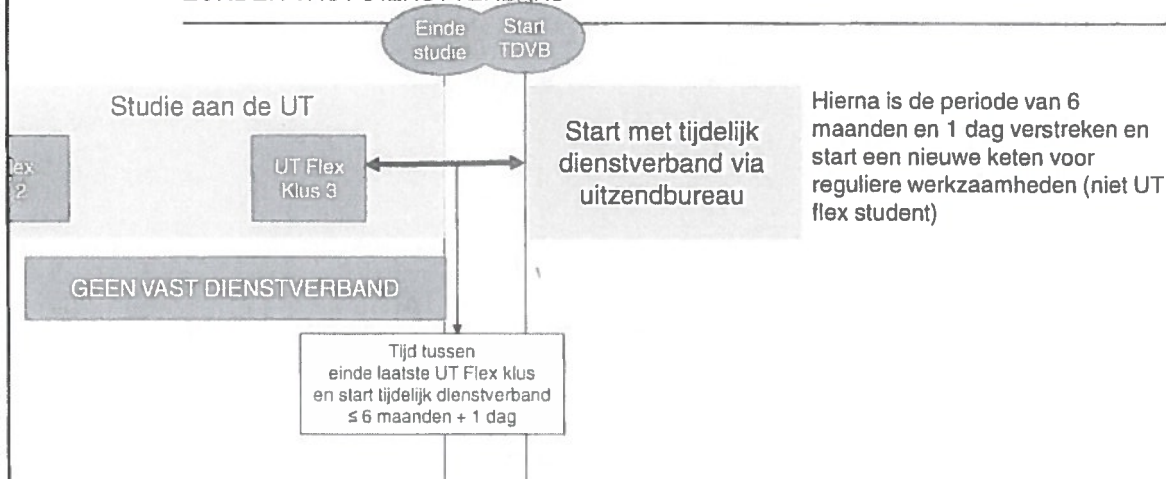 Einde
studie
Start
TDVB
Studie aan de UT
2
UT Flex
Klus 3
Start met tijdelijk
dienstverband via
uitzendbureau
Hierna is de periode van 6
maanden en 1 dag verstreken en
start een nieuwe keten voor
reguliere werkzaamheden (niet UT
flex student)
GEEN VAST DIENSTVERBAND
Tijd tussen
einde laatste UT Flex klus
en start tijdelijk dienstverband
≤ 6 maanden + 1 dag